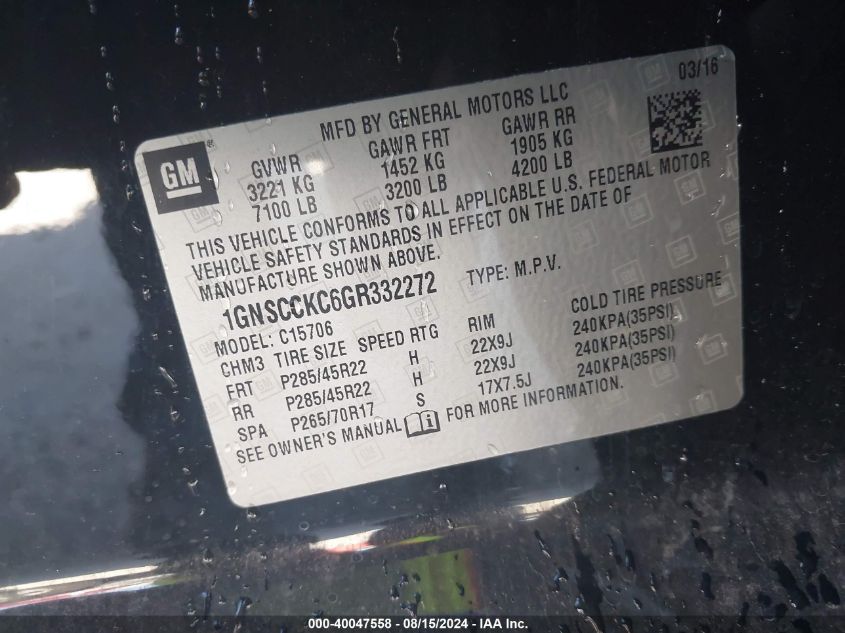 03/16
MFD BY GENERAL MOTORS LLC
GM®
GVWR GAWR FRT GAWR RR
3221 KG 1452 KG 1905 KG
7100 LB 3200 LB 4200 LB
THIS VEHICLE CONFORMS TO ALL APPLICABLE U.S. FEDERAL MOTOR
VEHICLE SAFETY STANDARDS IN EFFECT ON THE DATE OF
MANUFACTURE SHOWN ABOVE.
1GNSCCKC6GR332272 TYPE: M.P.V.
MODEL: C15706
CHM3 TIRE SIZE SPEED RTG RIM COLD TIRE PRESSURE
FRT P285/45R22 H 22X9J 240KPA(35PSI)
RR P285/45R22 H 22X9J 240KPA(35PSI)
SPA P265/70R17 S 17X7.5J 240KPA(35PSI)
SEE OWNER'S MANUAL FOR MORE INFORMATION.
000-40047558 - 08/15/2024 - IAA Inc.